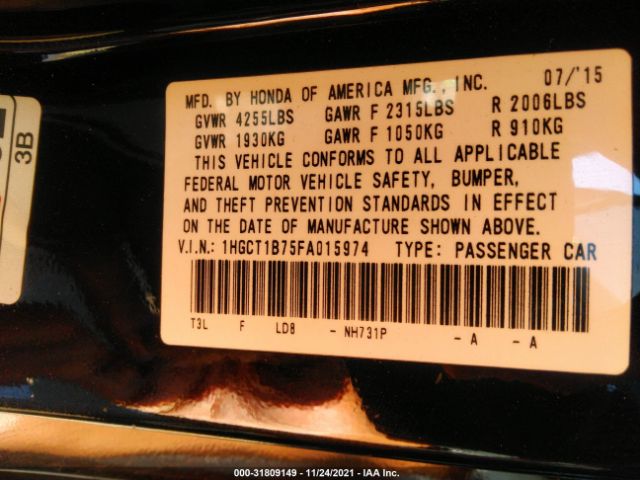 MFD. BY HONDA OF AMERICA MFG., INC. 07/'15
GVWR 4255LBS GAWR F 2315LBS R 2006LBS
GVWR 1930KG GAWR F 1050KG R 910KG
THIS VEHICLE CONFORMS TO ALL APPLICABLE
FEDERAL MOTOR VEHICLE SAFETY, BUMPER,
AND THEFT PREVENTION STANDARDS IN EFFECT
ON THE DATE OF MANUFACTURE SHOWN ABOVE.
V.I.N.: 1HGCT1B75FA015974 TYPE: PASSENGER CAR
T3L F LD8 - NH731P - A - A
3B
000-31809149 - 11/24/2021 - IAA Inc.